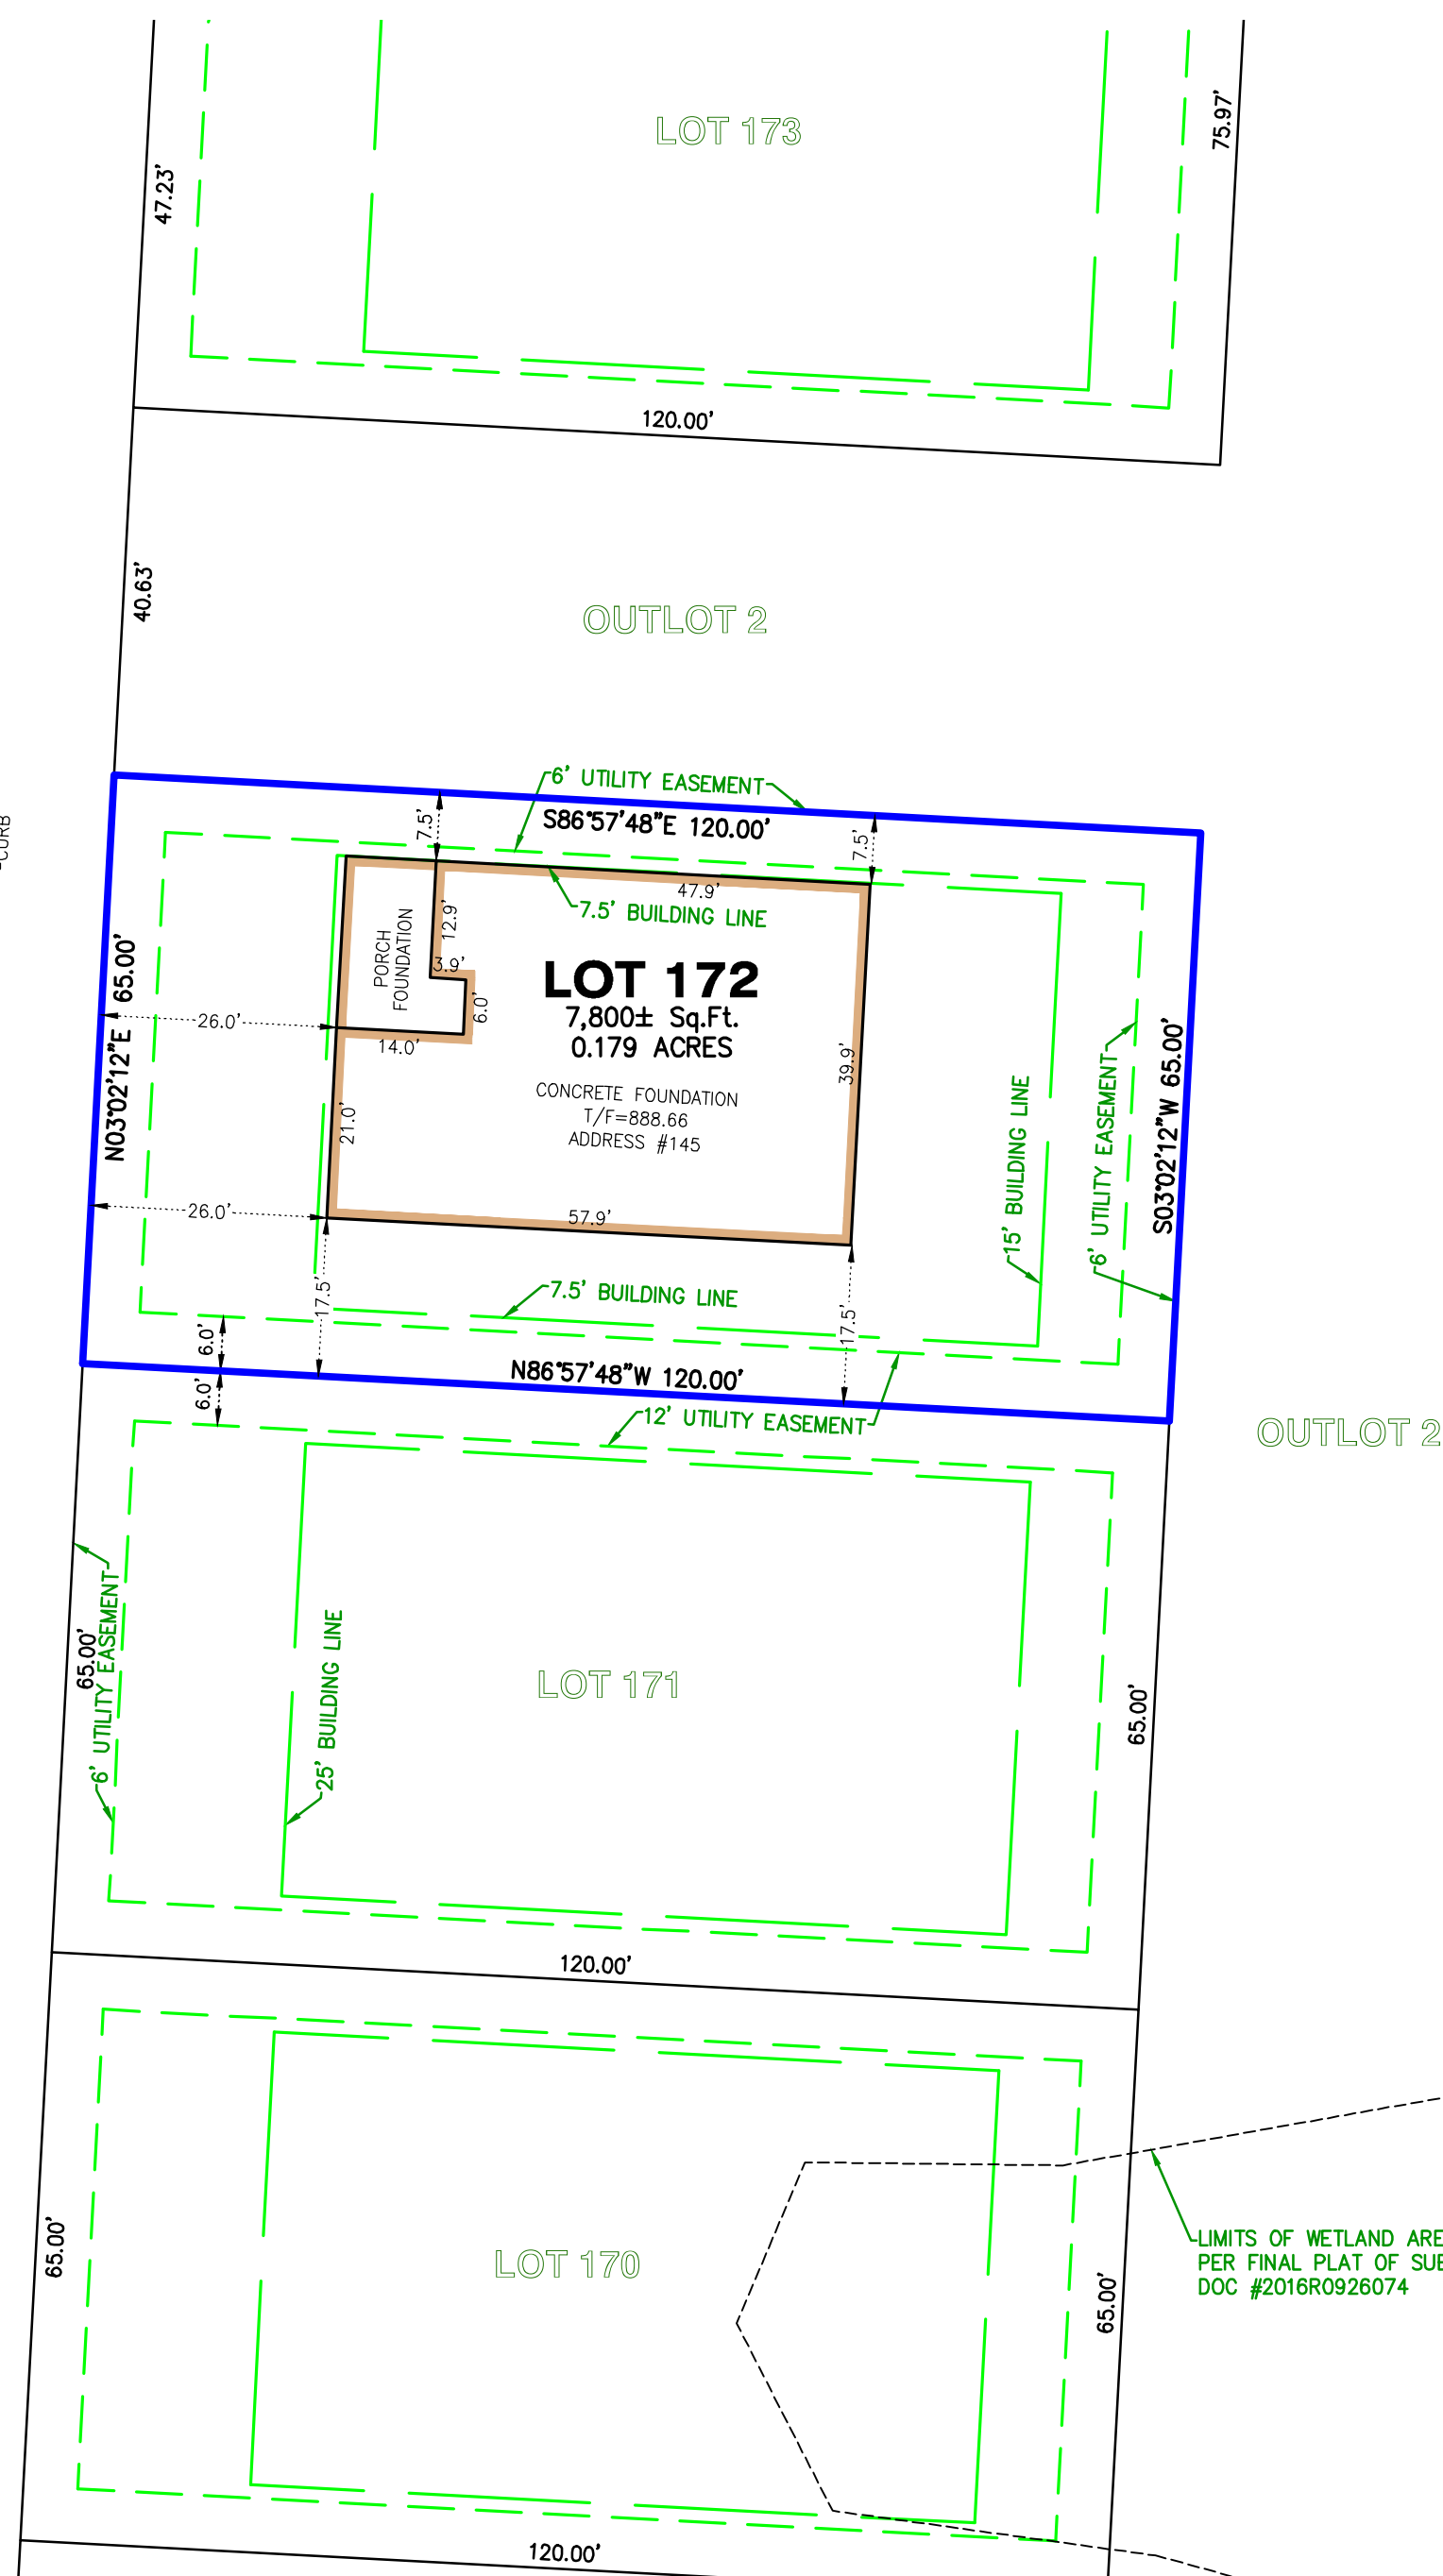 LOT 173
75.97'
47.23'
120.00'
40.63'
OUTLOT 2
CURB
6' UTILITY EASEMENT
S86°57'48"E 120.00'
7.5'
7.5'
47.9'
7.5' BUILDING LINE
12.9'
PORCH
FOUNDATION
3.9'
6.0'
LOT 172
7,800± Sq.Ft.
0.179 ACRES
N03°02'12"E 65.00'
26.0'
14.0'
39.9'
CONCRETE FOUNDATION
T/F=888.66
ADDRESS #145
21.0'
15' BUILDING LINE
6' UTILITY EASEMENT
S03°02'12"W 65.00'
26.0'
57.9'
17.5'
7.5' BUILDING LINE
17.5'
6.0'
N86°57'48"W 120.00'
6.0'
12' UTILITY EASEMENT
OUTLOT 2
6' UTILITY EASEMENT
65.00'
25' BUILDING LINE
LOT 171
65.00'
120.00'
65.00'
LOT 170
65.00'
LIMITS OF WETLAND ARE
PER FINAL PLAT OF SUB
DOC #2016R0926074
120.00'